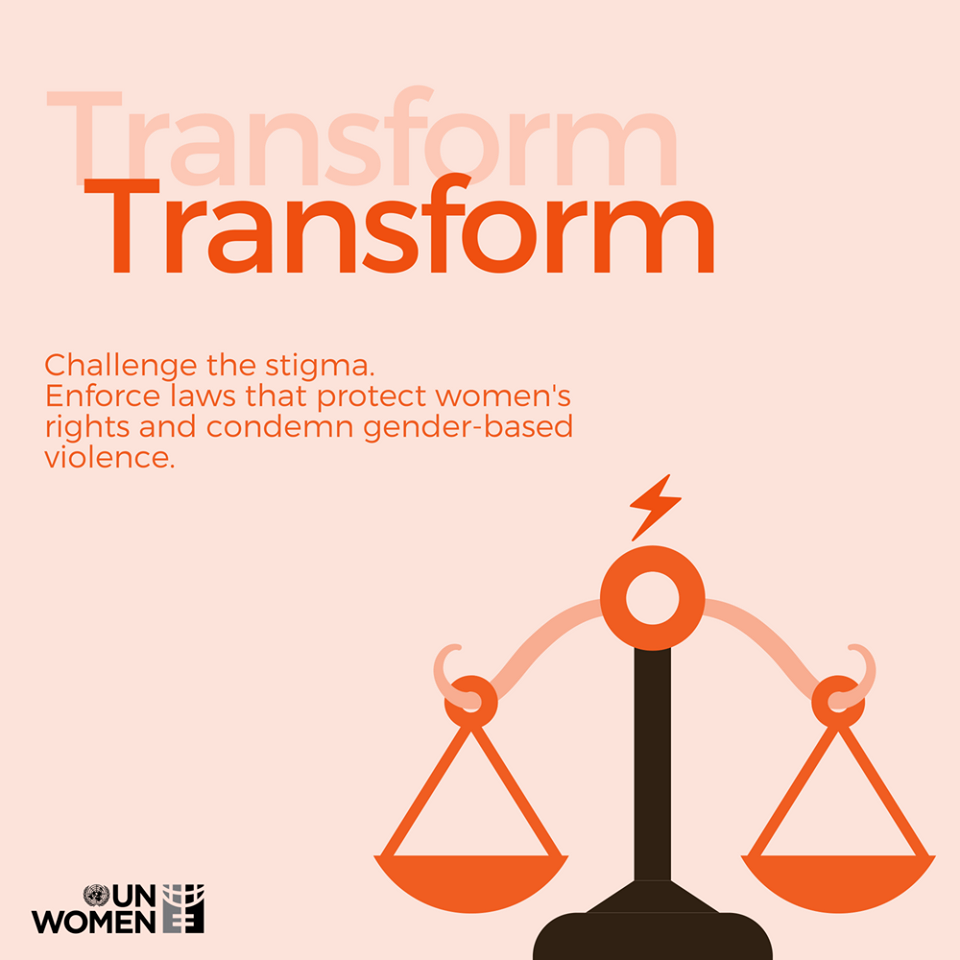 Transform
Transform
Challenge the stigma.
Enforce laws that protect women's
rights and condemn gender-based
violence.
UN
WOMEN